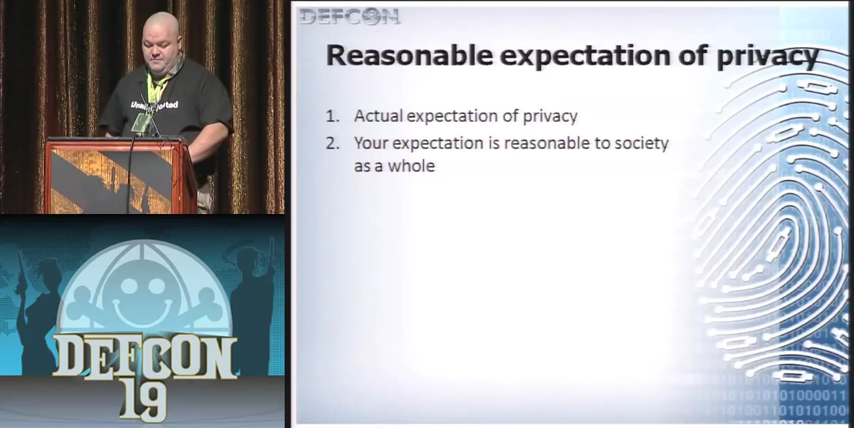 DEFCON
Reasonable expectation of privacy
1. Actual expectation of privacy
2. Your expectation is reasonable to society
as a whole
DEFCON
19